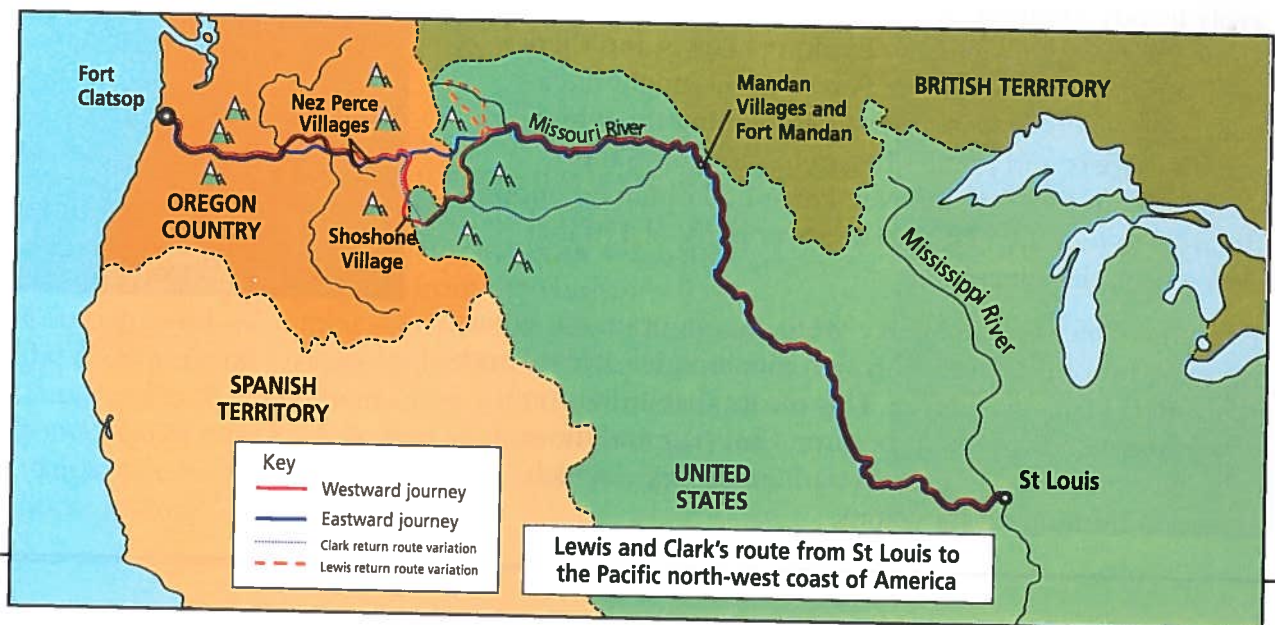 Fort
Clatsop
Nez Perce
Villages
Missouri River
Mandan
Villages and
Fort Mandan
BRITISH TERRITORY
OREGON
COUNTRY
Shoshone
Village
Mississippi River
SPANISH
TERRITORY
UNITED
STATES
St Louis
Key
Westward journey
Eastward journey
Clark return route variation
Lewis return route variation
Lewis and Clark's route from St Louis to
the Pacific north-west coast of America